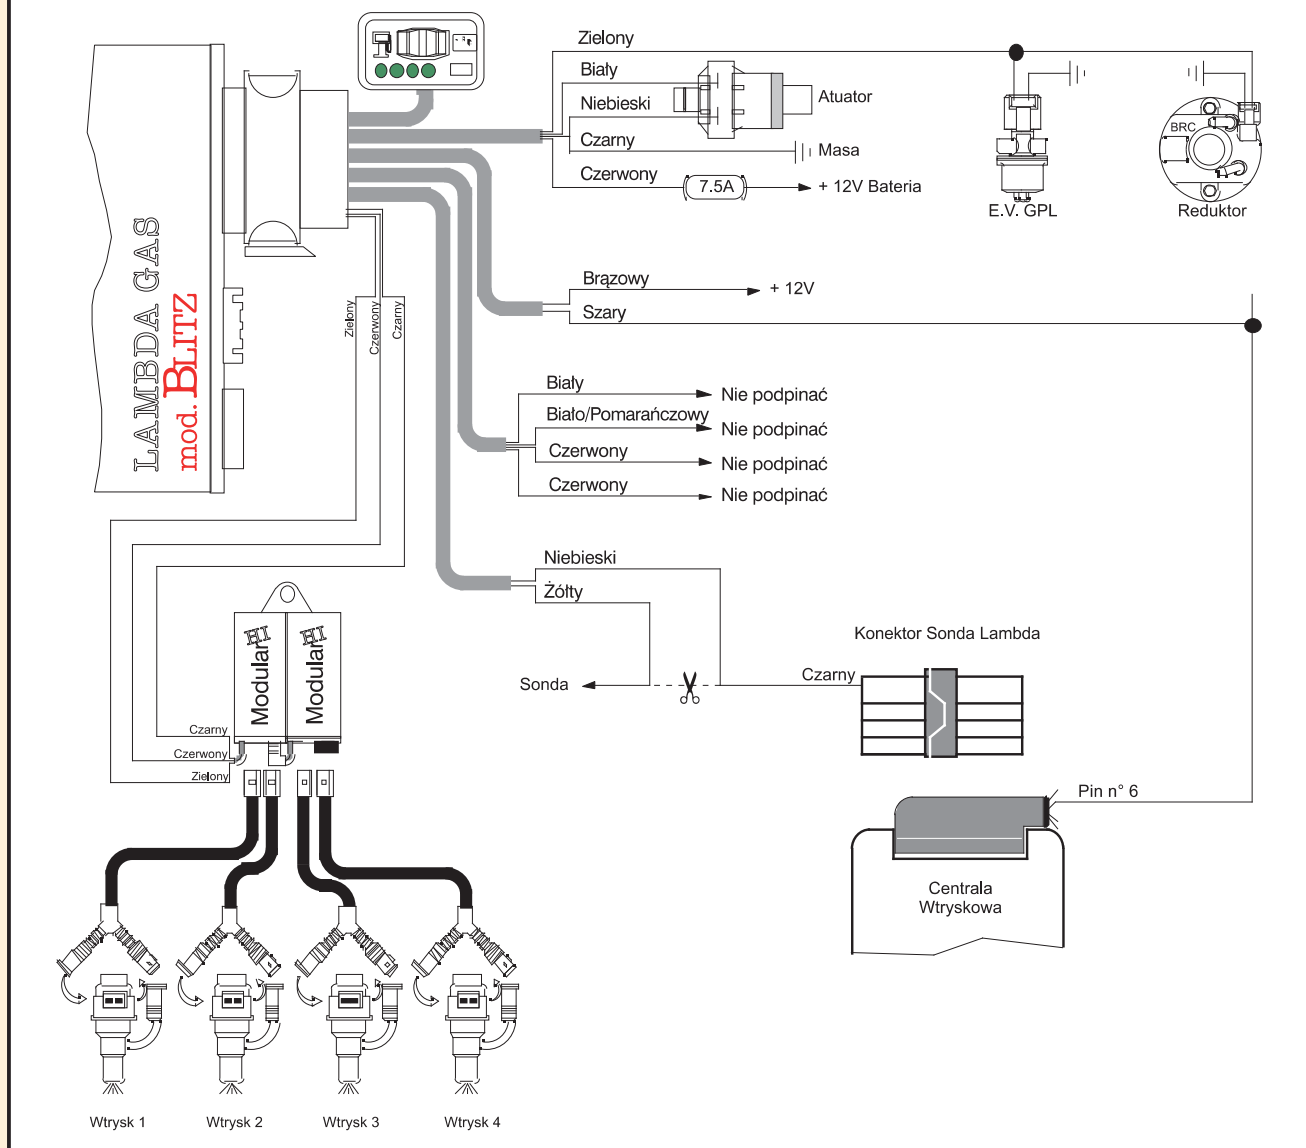 Zielony
Biały
Niebieski
Atuator
Czarny
Masa
Czerwony
7.5A
+ 12V Bateria
E.V. GPL
BRC
Reduktor
LAMBDA GAS
mod. BLITZ
Brązowy
+ 12V
Szary
Zielony
Czerwony
Czarny
Biały
Nie podpinać
Biało/Pomarańczowy
Nie podpinać
Czerwony
Nie podpinać
Czerwony
Nie podpinać
Niebieski
Żółty
Konektor Sonda Lambda
Sonda
Czarny
Modular HI
Modular HI
Czarny
Czerwony
Zielony
Pin n° 6
Centrala
Wtryskowa
Wtrysk 1
Wtrysk 2
Wtrysk 3
Wtrysk 4